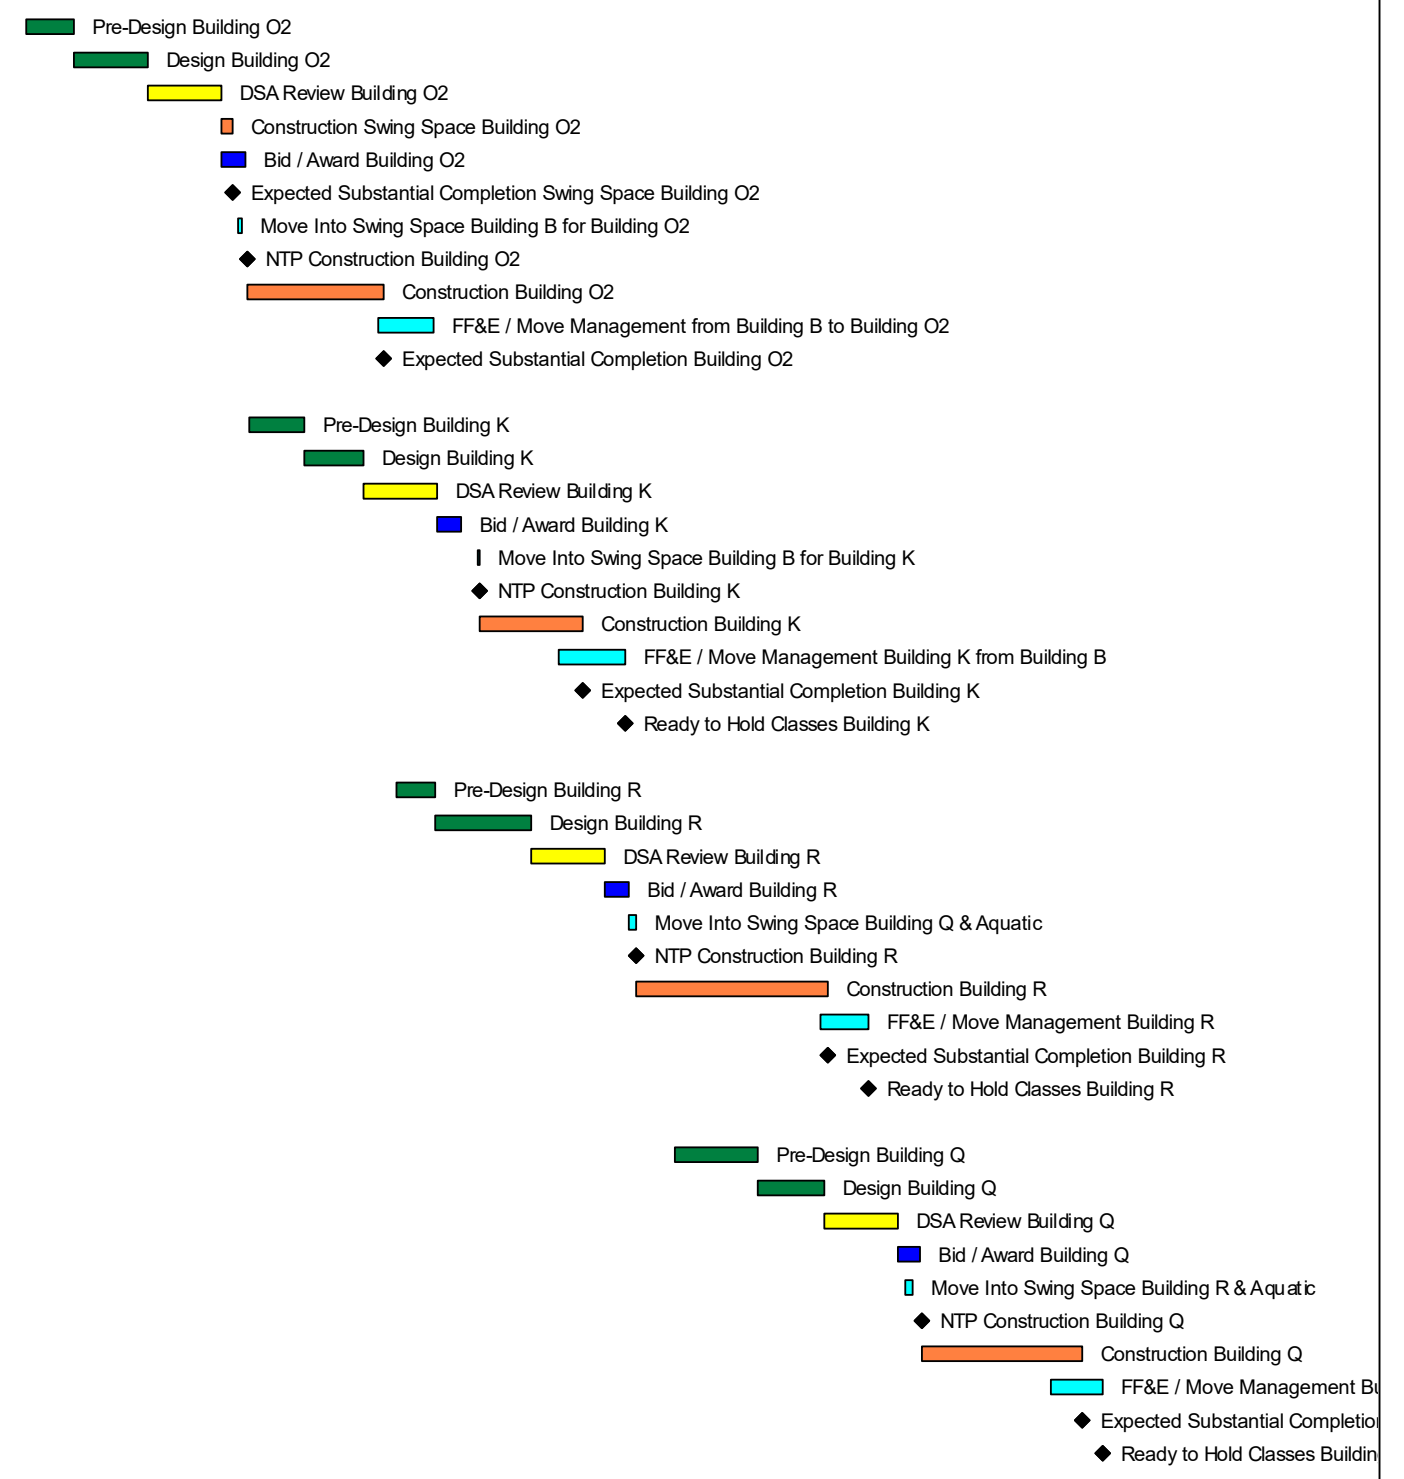 Pre-Design Building O2
Design Building O2
DSA Review Building O2
Construction Swing Space Building O2
Bid / Award Building O2
Expected Substantial Completion Swing Space Building O2
Move Into Swing Space Building B for Building O2
NTP Construction Building O2
Construction Building O2
FF&E / Move Management from Building B to Building O2
Expected Substantial Completion Building O2
Pre-Design Building K
Design Building K
DSA Review Building K
Bid / Award Building K
Move Into Swing Space Building B for Building K
NTP Construction Building K
Construction Building K
FF&E / Move Management Building K from Building B
Expected Substantial Completion Building K
Ready to Hold Classes Building K
Pre-Design Building R
Design Building R
DSA Review Building R
Bid / Award Building R
Move Into Swing Space Building Q & Aquatic
NTP Construction Building R
Construction Building R
FF&E / Move Management Building R
Expected Substantial Completion Building R
Ready to Hold Classes Building R
Pre-Design Building Q
Design Building Q
DSA Review Building Q
Bid / Award Building Q
Move Into Swing Space Building R & Aquatic
NTP Construction Building Q
Construction Building Q
FF&E / Move Management
Expected Substantial
Ready to Hold Classes